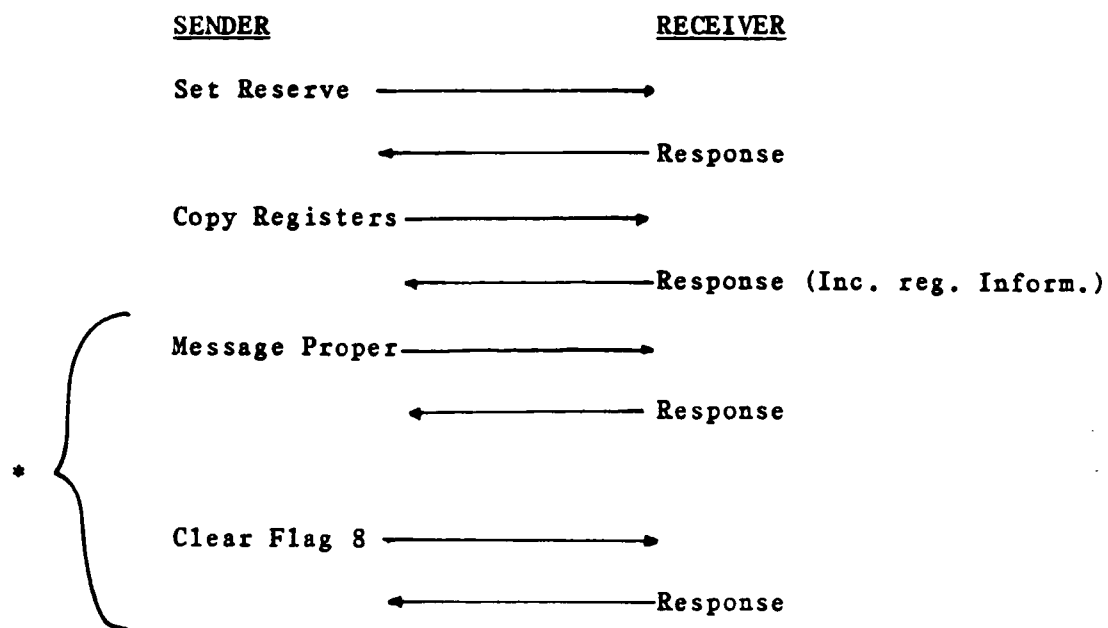 SENDER RECEIVER
Set Reserve
Response
Copy Registers
Response (Inc. reg. Inform.)
Message Proper
Response
*
Clear Flag 8
Response